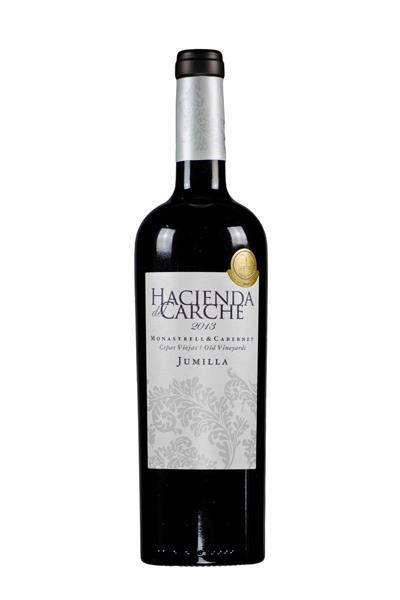 HACIENDA
del CARCHE
2013
MONASTRELL & CABERNET
Cepas Viejas / Old Vineyards
JUMILLA